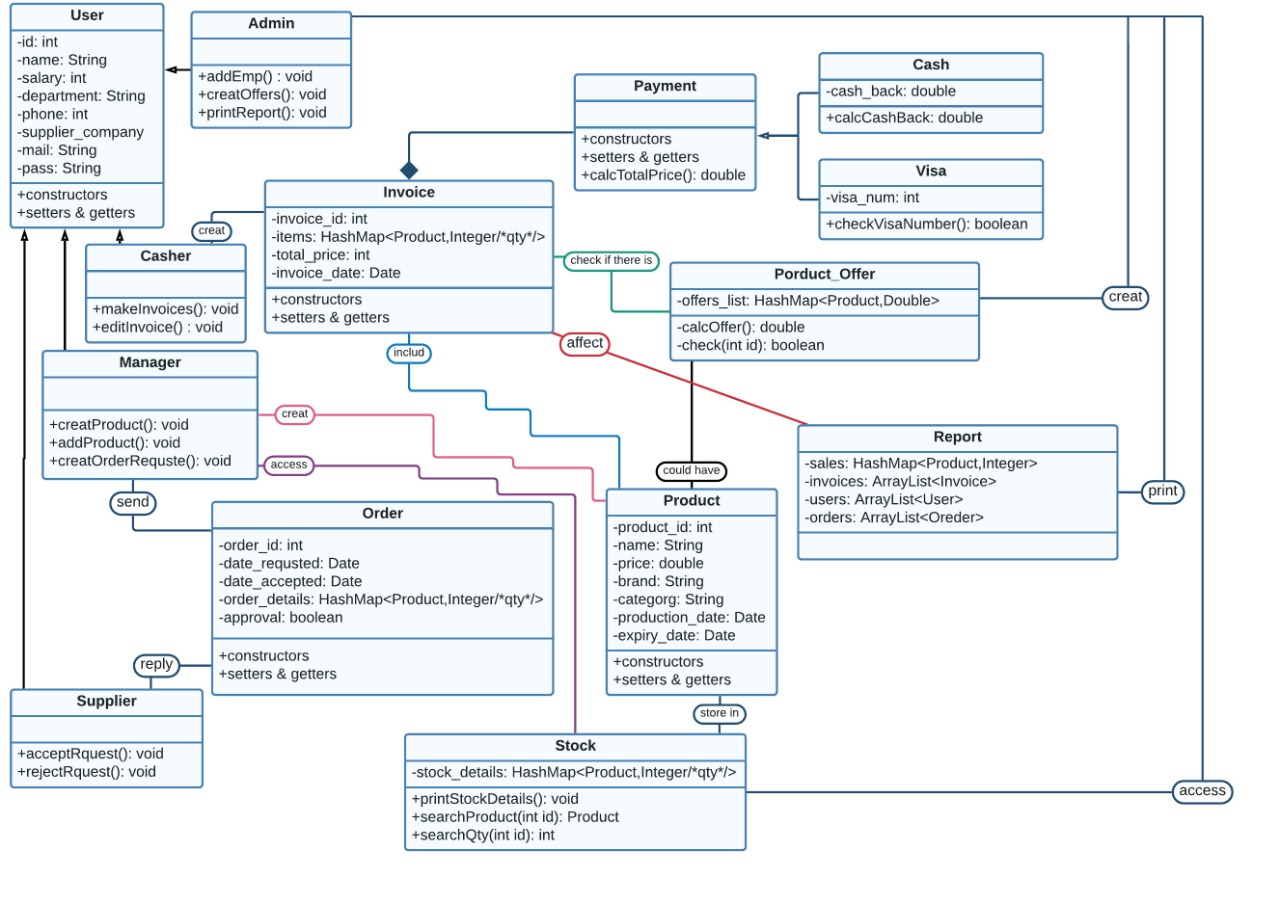 User
-id: int
-name: String
-salary: int
-department: String
-phone: int
-supplier_company
-mail: String
-pass: String
+constructors
+setters & getters
Admin
+addEmp() : void
+creatOffers(): void
+printReport(): void
Payment
+constructors
+setters & getters
+calcTotalPrice(): double
Cash
-cash_back: double
+calcCashBack: double
Visa
-visa_num: int
+checkVisaNumber(): boolean
Invoice
-invoice_id: int
-items: HashMap<Product,Integer/*qty*/>
-total_price: int
-invoice_date: Date
+constructors
+setters & getters
creat
Casher
+makeInvoices(): void
+editInvoice() : void
check if there is
Porduct_Offer
-offers_list: HashMap<Product,Double>
-calcOffer(): double
-check(int id): boolean
creat
includ
affect
Manager
+creatProduct(): void
+addProduct(): void
+creatOrderRequste(): void
creat
access
send
could have
Report
-sales: HashMap<Product,Integer>
-invoices: ArrayList<Invoice>
-users: ArrayList<User>
-orders: ArrayList<Oreder>
print
Order
-order_id: int
-date_requsted: Date
-date_accepted: Date
-order_details: HashMap<Product,Integer/*qty*/>
-approval: boolean
+constructors
+setters & getters
Product
-product_id: int
-name: String
-price: double
-brand: String
-categorg: String
-production_date: Date
-expiry_date: Date
+constructors
+setters & getters
reply
Supplier
+acceptRquest(): void
+rejectRquest(): void
store in
Stock
-stock_details: HashMap<Product,Integer/*qty*/>
+printStockDetails(): void
+searchProduct(int id): Product
+searchQty(int id): int
access